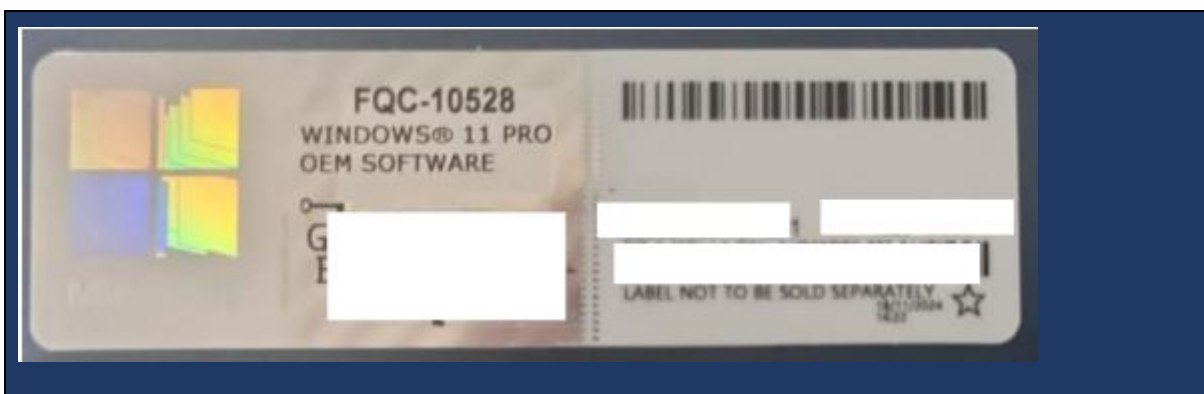 FQC-10528
WINDOWS® 11 PRO
OEM SOFTWARE
LABEL NOT TO BE SOLD SEPARATELY